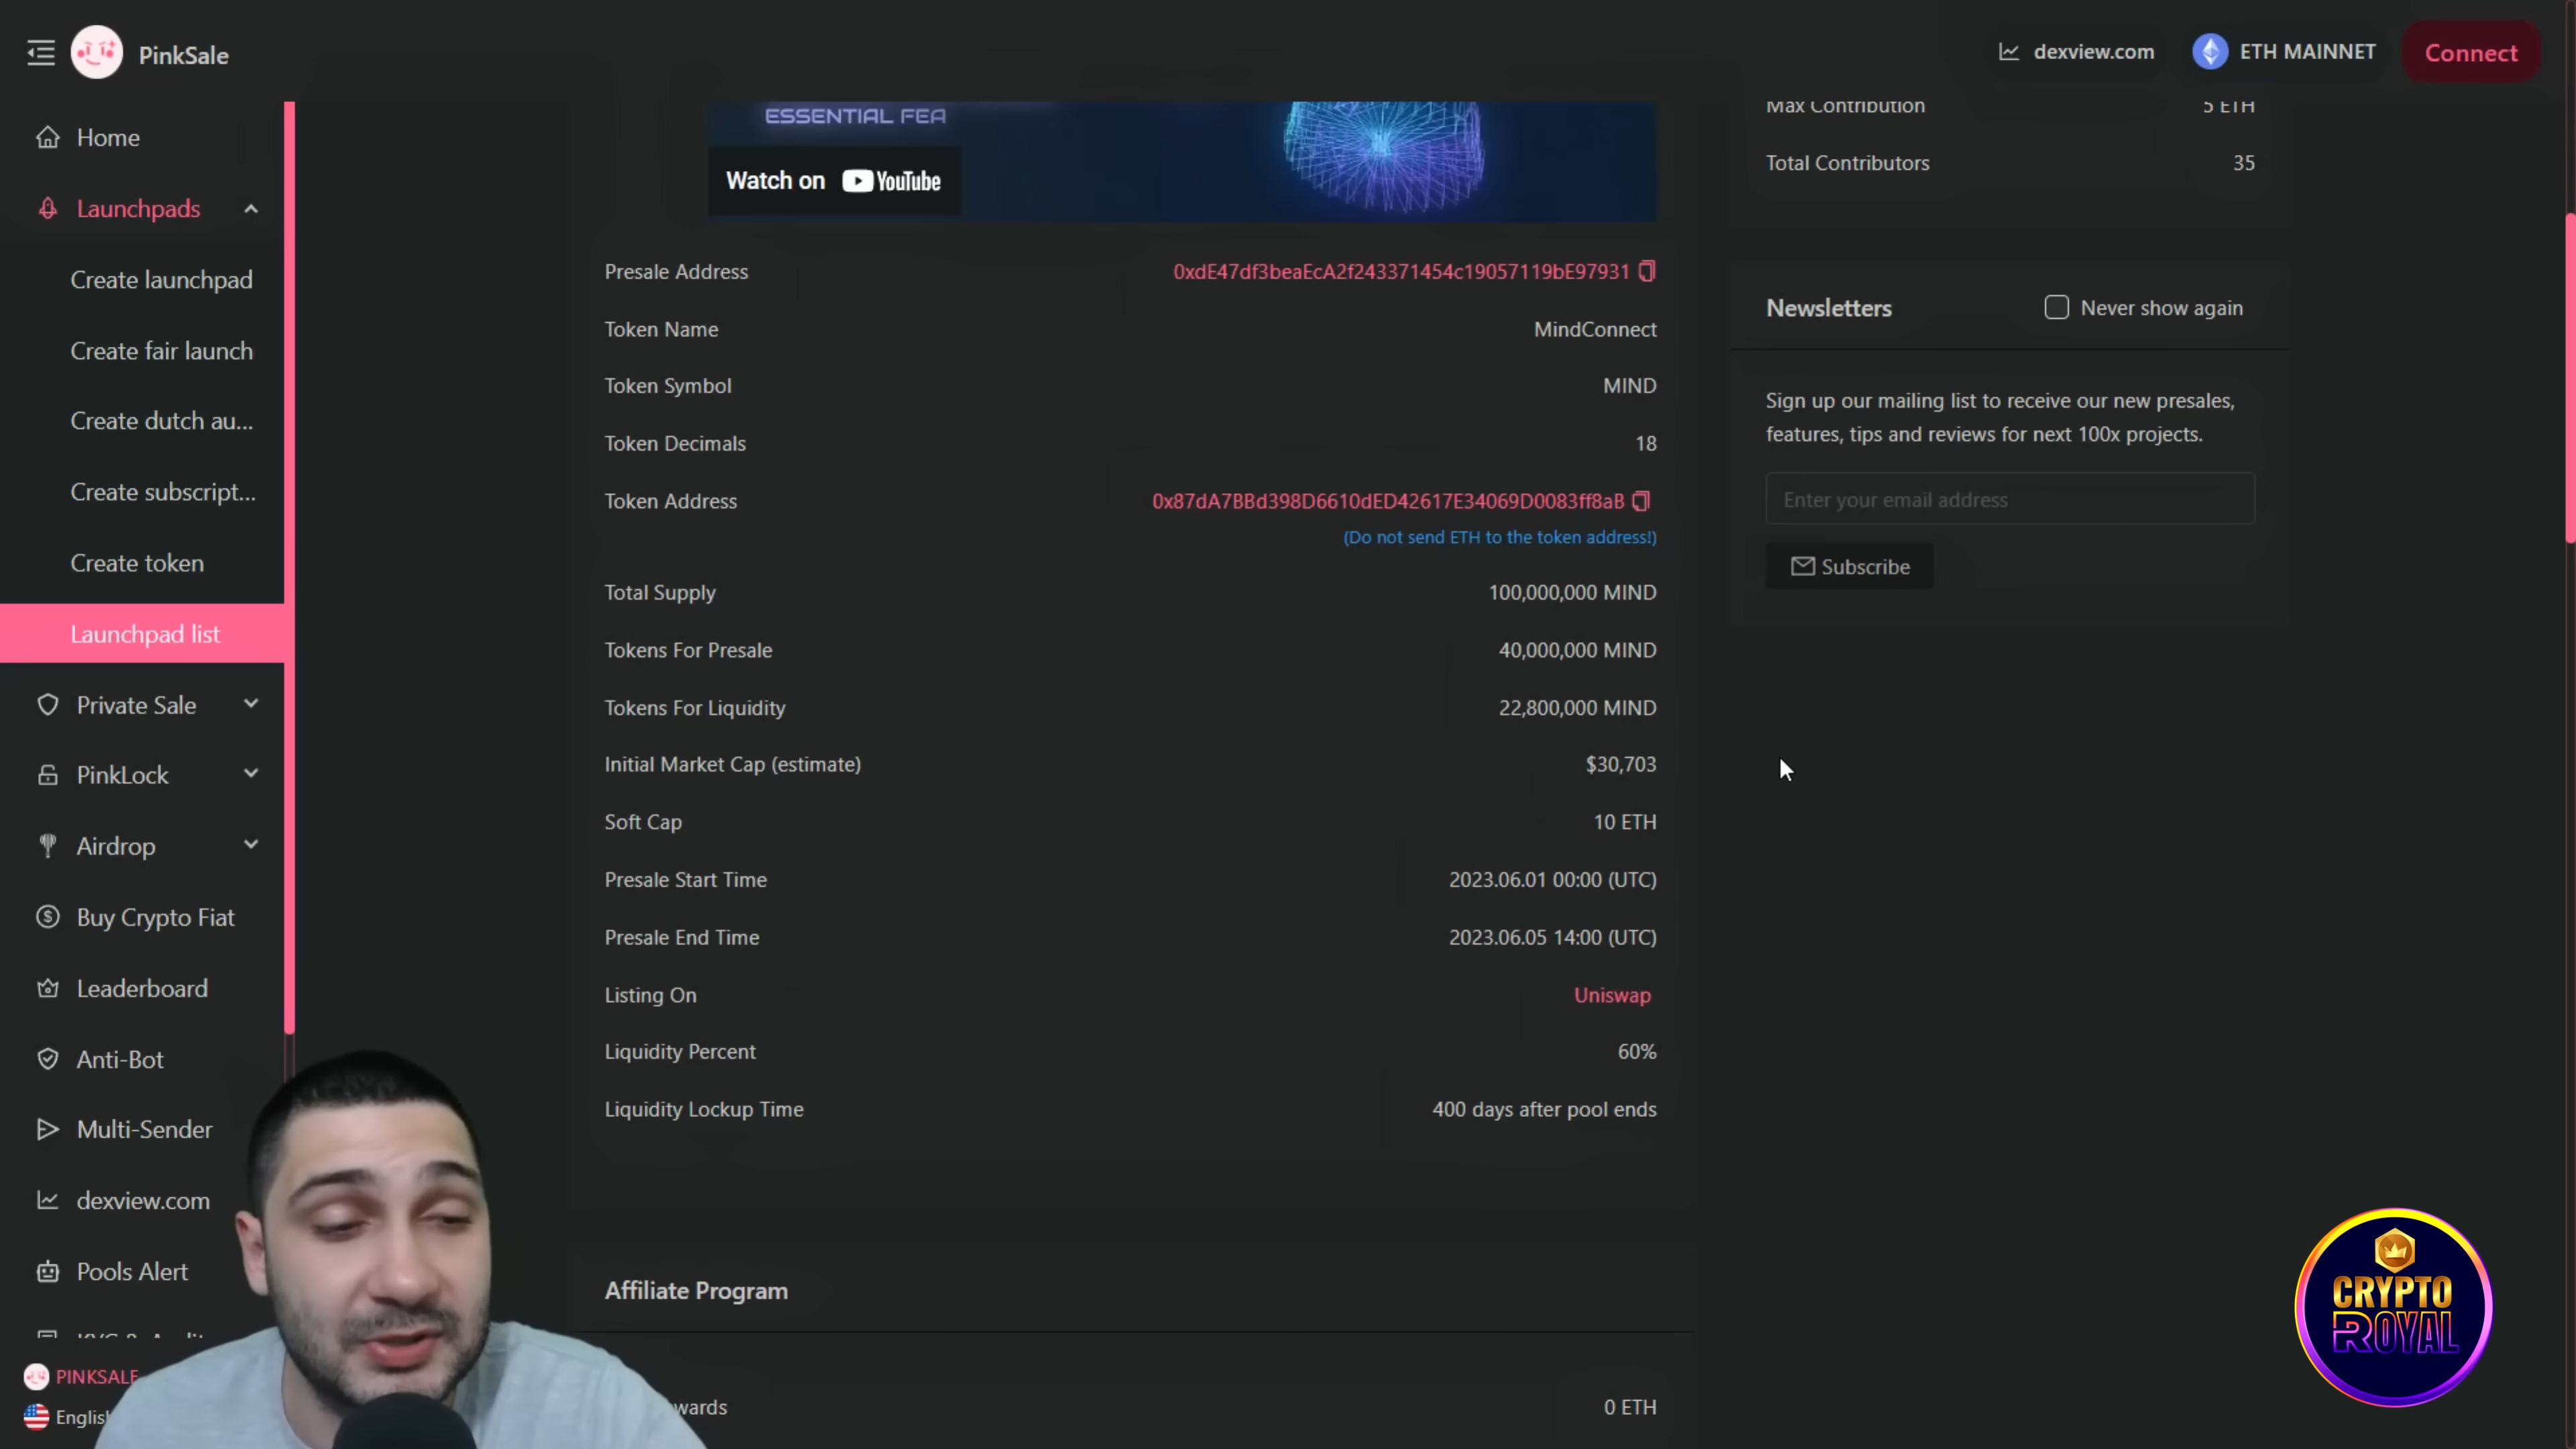 PinkSale
dexview.com
ETH MAINNET
Connect
Home
Launchpads
Create launchpad
Create fair launch
Create dutch au...
Create subscript...
Create token
Launchpad list
Private Sale
PinkLock
Airdrop
Buy Crypto Fiat
Leaderboard
Anti-Bot
Multi-Sender
dexview.com
Pools Alert
KYC & Audit
PINKSALE
English
ESSENTIAL FEA
Watch on YouTube
Presale Address 0xdE47df3beaEcA2f243371454c19057119bE97931
Token Name MindConnect
Token Symbol MIND
Token Decimals 18
Token Address 0x87dA7BBd398D6610dED42617E34069D0083ff8aB
(Do not send ETH to the token address!)
Total Supply 100,000,000 MIND
Tokens For Presale 40,000,000 MIND
Tokens For Liquidity 22,800,000 MIND
Initial Market Cap (estimate) $30,703
Soft Cap 10 ETH
Presale Start Time 2023.06.01 00:00 (UTC)
Presale End Time 2023.06.05 14:00 (UTC)
Listing On Uniswap
Liquidity Percent 60%
Liquidity Lockup Time 400 days after pool ends
Affiliate Program
wards 0 ETH
Max Contribution 5 ETH
Total Contributors 35
Newsletters
Never show again
Sign up our mailing list to receive our new presales,
features, tips and reviews for next 100x projects.
Enter your email address
Subscribe
CRYPTO
ROYAL